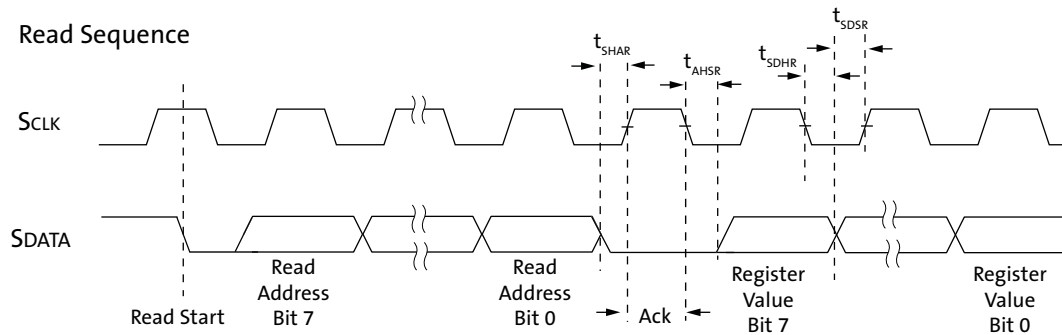 Read Sequence
tSHAR
tAHSR
tSDHR
tSDSR
SCLK
SDATA
Read Start
Read
Address
Bit 7
Read
Address
Bit 0
Ack
Register
Value
Bit 7
Register
Value
Bit 0